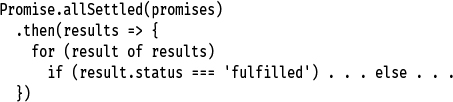 Promise.allSettled(promises)
  .then(results => {
    for (result of results)
      if (result.status === 'fulfilled') . . . else . . .
  })